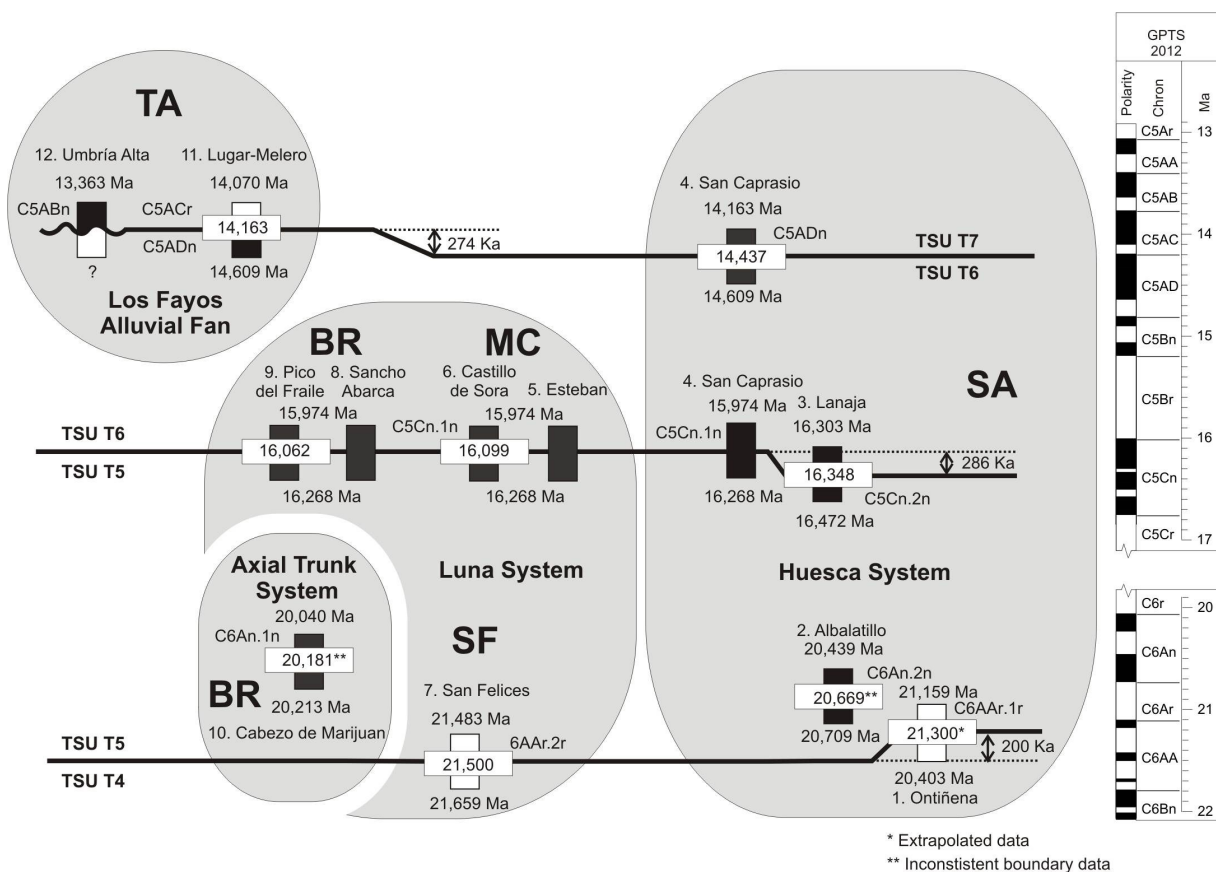 TA
12. Umbría Alta
13,363 Ma
C5ABn
?
11. Lugar-Melero
14,070 Ma
C5ACr
14,163
C5ADn
14,609 Ma
Los Fayos
Alluvial Fan
274 Ka
4. San Caprasio
14,163 Ma
C5ADn
14,437
14,609 Ma
TSU T7
TSU T6
BR
9. Pico
del Fraile
8. Sancho
Abarca
15,974 Ma
16,062
16,268 Ma
MC
6. Castillo
de Sora
5. Esteban
15,974 Ma
C5Cn.1n
16,099
16,268 Ma
4. San Caprasio
15,974 Ma
C5Cn.1n
16,268 Ma
SA
3. Lanaja
16,303 Ma
16,348
C5Cn.2n
16,472 Ma
286 Ka
TSU T6
TSU T5
Axial Trunk
System
20,040 Ma
C6An.1n
20,181**
BR
20,213 Ma
10. Cabezo de Marijuan
Luna System
SF
7. San Felices
21,483 Ma
6AAr.2r
21,500
21,659 Ma
Huesca System
2. Albalatillo
20,439 Ma
C6An.2n
20,669**
20,709 Ma
21,159 Ma
C6AAr.1r
21,300*
200 Ka
20,403 Ma
1. Ontiñena
TSU T5
TSU T4
* Extrapolated data
** Inconstistent boundary data
GPTS
2012
Polarity
Chron
Ma
C5Ar
13
C5AA
C5AB
14
C5AC
C5AD
15
C5Bn
C5Br
16
C5Cn
C5Cr
17
C6r
20
C6An
C6Ar
21
C6AA
C6Bn
22